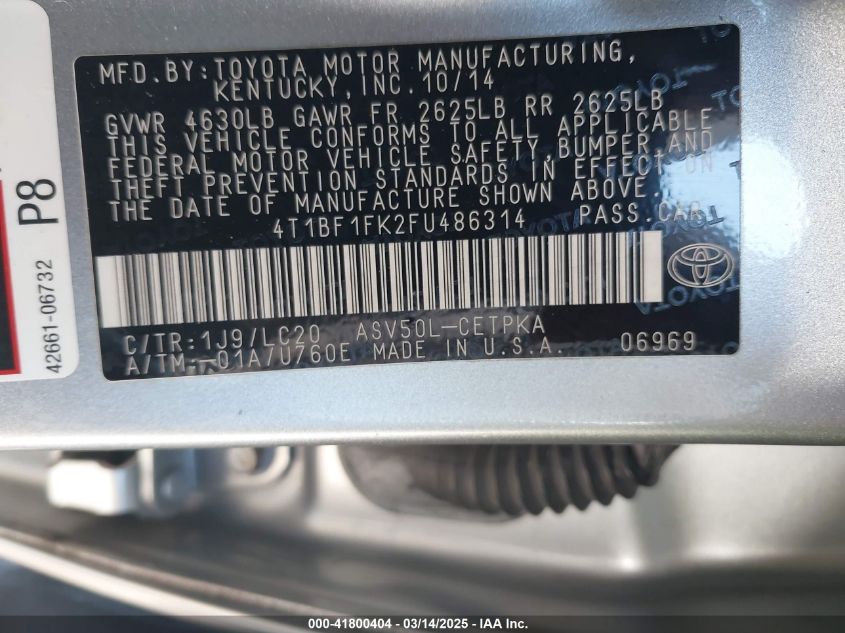 MFD.BY:TOYOTA MOTOR MANUFACTURING,
KENTUCKY,INC. 10/14
GVWR 4630LB GAWR FR 2625LB RR 2625LB
THIS VEHICLE CONFORMS TO ALL APPLICABLE
FEDERAL MOTOR VEHICLE SAFETY,BUMPER,AND
THEFT PREVENTION STANDARDS IN EFFECT ON
THE DATE OF MANUFACTURE SHOWN ABOVE.
4T1BF1FK2FU486314 PASS.CAR
C/TR:1J9/LC20 ASV50L-CETPKA
A/TM:-01A/U760E MADE IN U.S.A. 06969
P8
42661-06732
TOYOTA
000-41800404 | 03/14/2025 | IAA Inc.